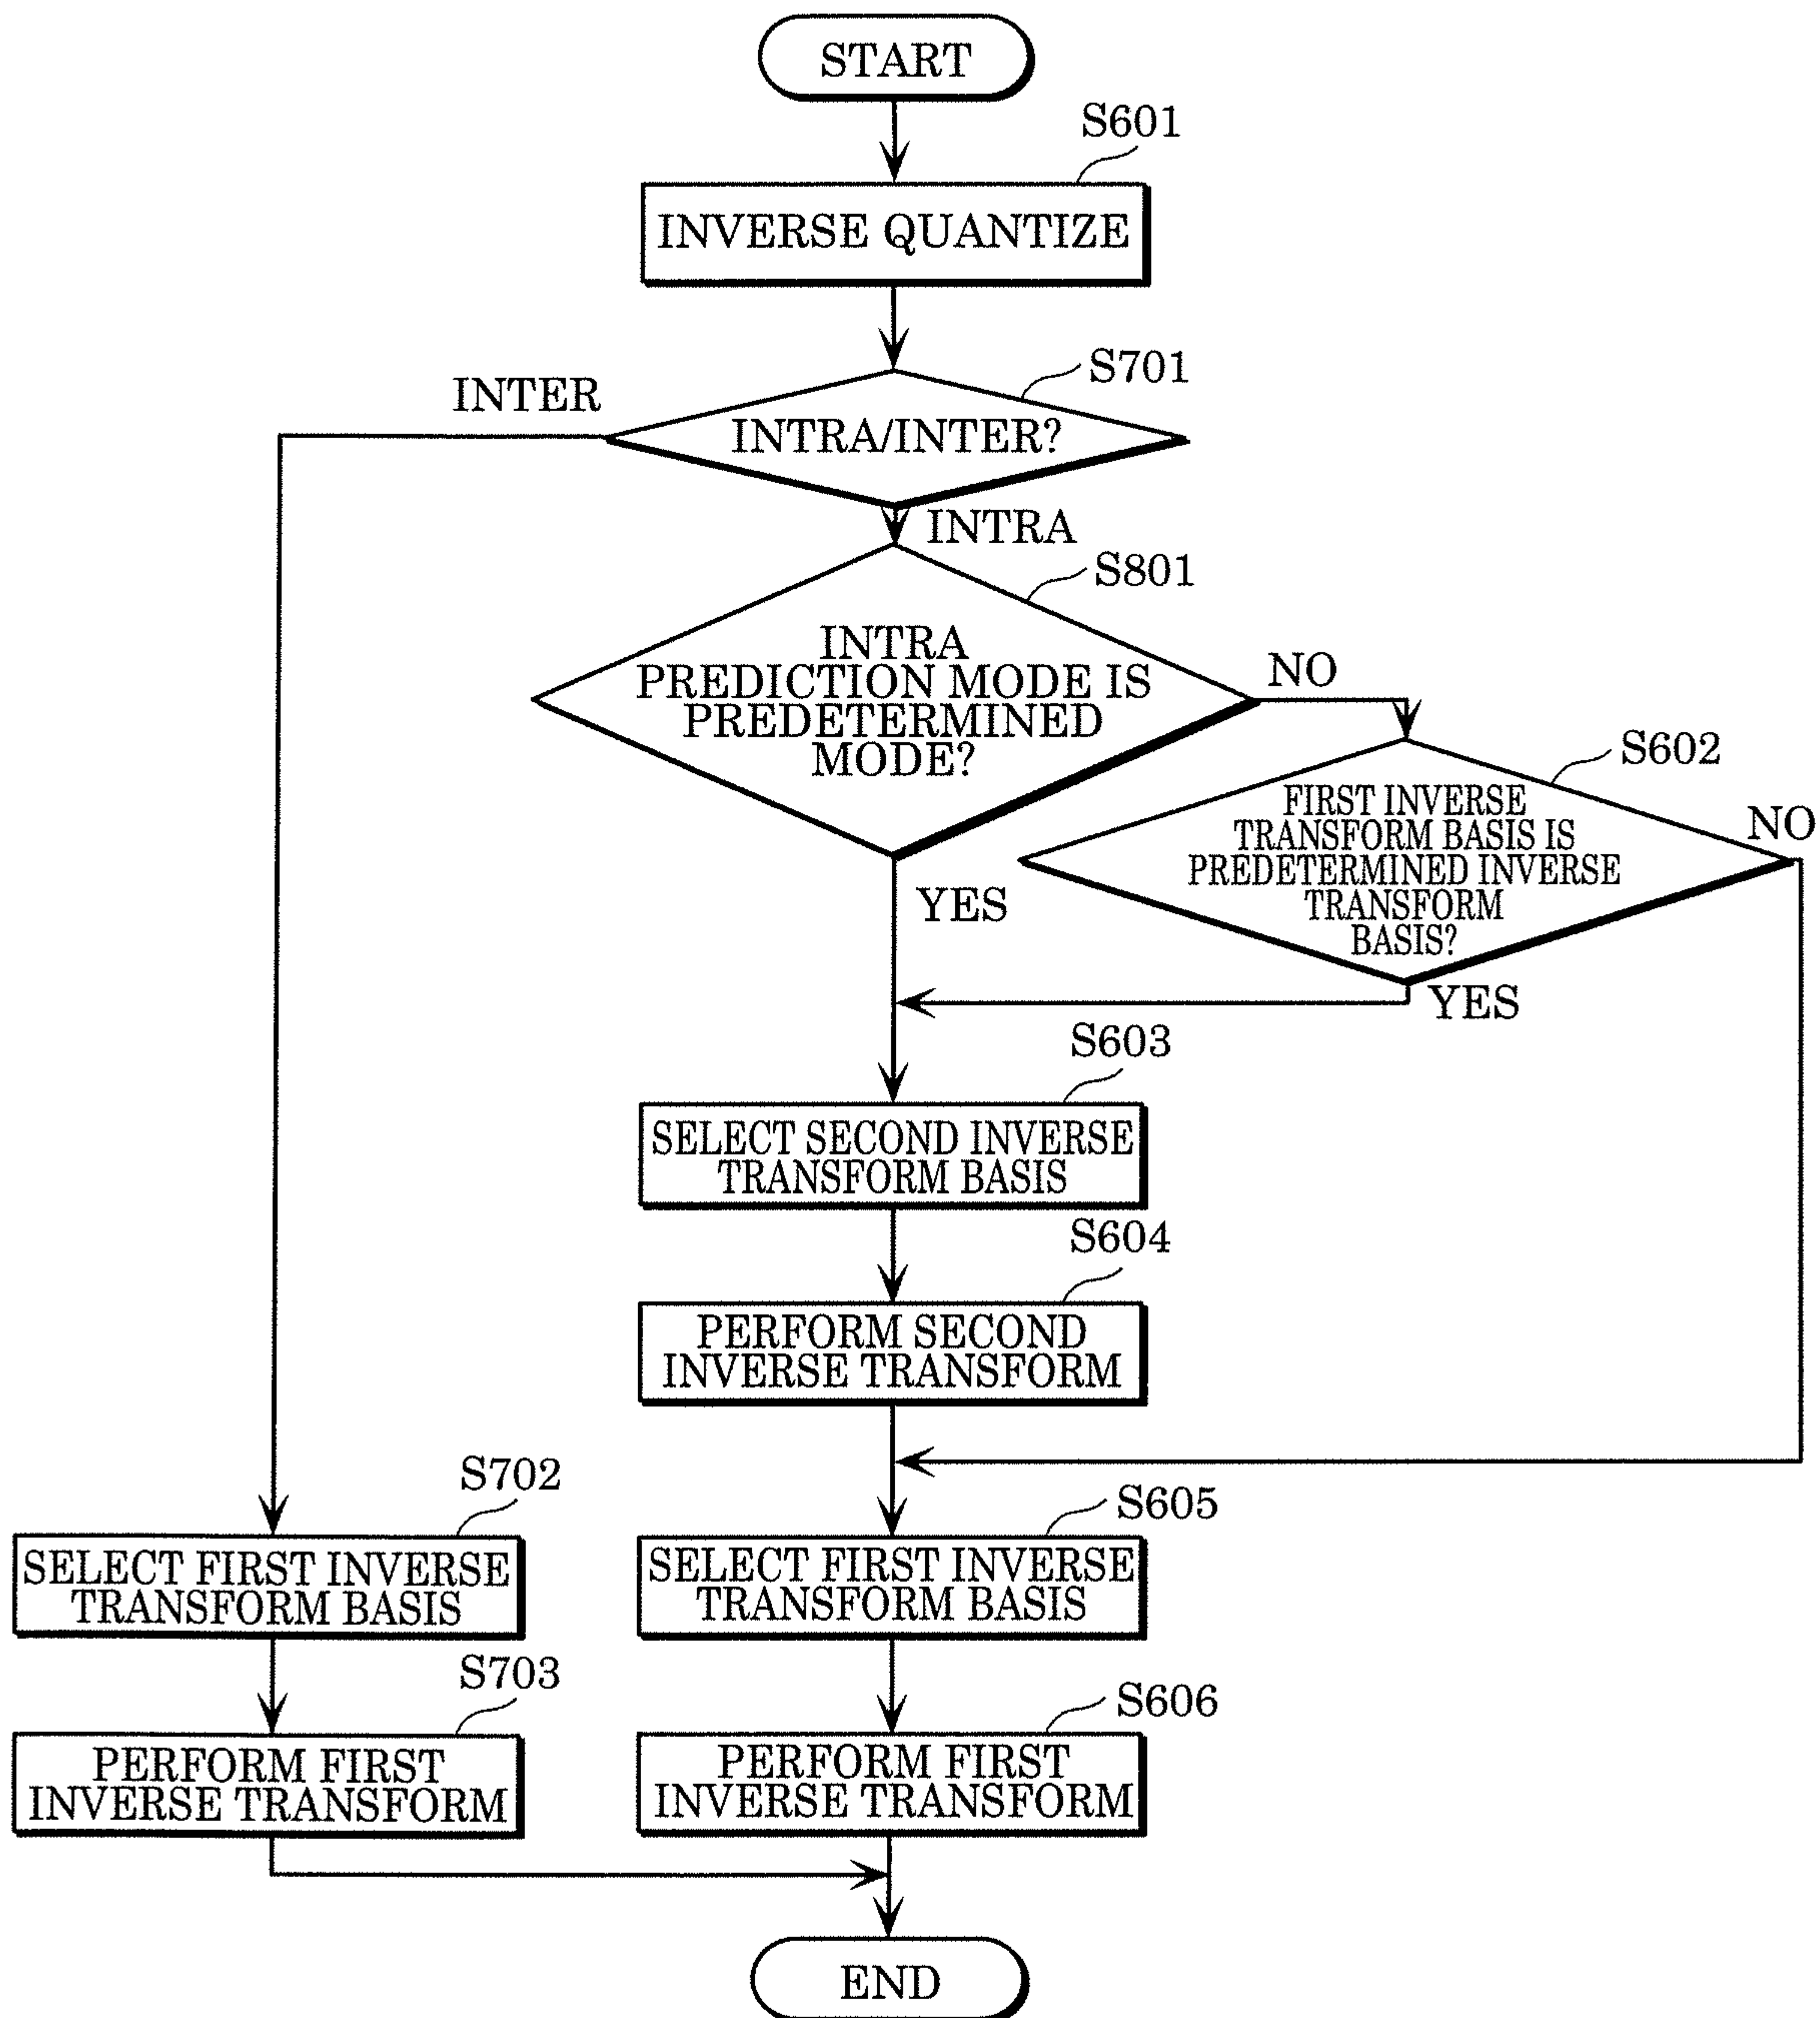 START
S601
INVERSE QUANTIZE
S701
INTER
INTRA/INTER?
INTRA
S801
INTRA
PREDICTION MODE IS
PREDETERMINED
MODE?
NO
S602
FIRST INVERSE
TRANSFORM BASIS IS
PREDETERMINED INVERSE
TRANSFORM
BASIS?
NO
YES
YES
S603
SELECT SECOND INVERSE
TRANSFORM BASIS
S604
PERFORM SECOND
INVERSE TRANSFORM
S702
SELECT FIRST INVERSE
TRANSFORM BASIS
S605
SELECT FIRST INVERSE
TRANSFORM BASIS
S703
PERFORM FIRST
INVERSE TRANSFORM
S606
PERFORM FIRST
INVERSE TRANSFORM
END